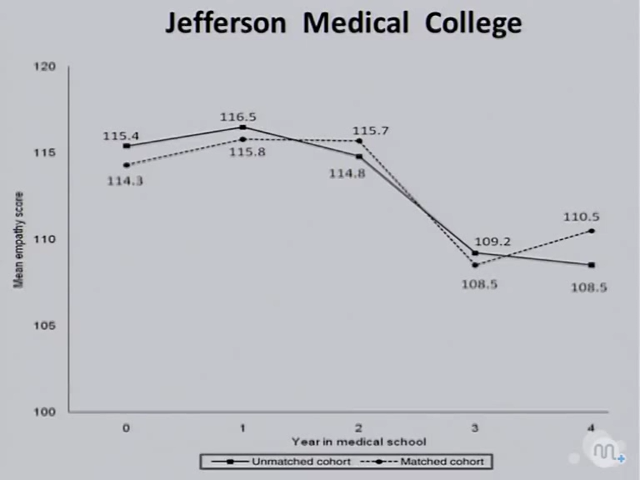 Jefferson Medical College
120
115
110
105
100
Mean empathy score
115.4
116.5
115.7
114.3
115.8
114.8
109.2
108.5
110.5
108.5
0 1 2 3 4
Year in medical school
Unmatched cohort Matched cohort
m+